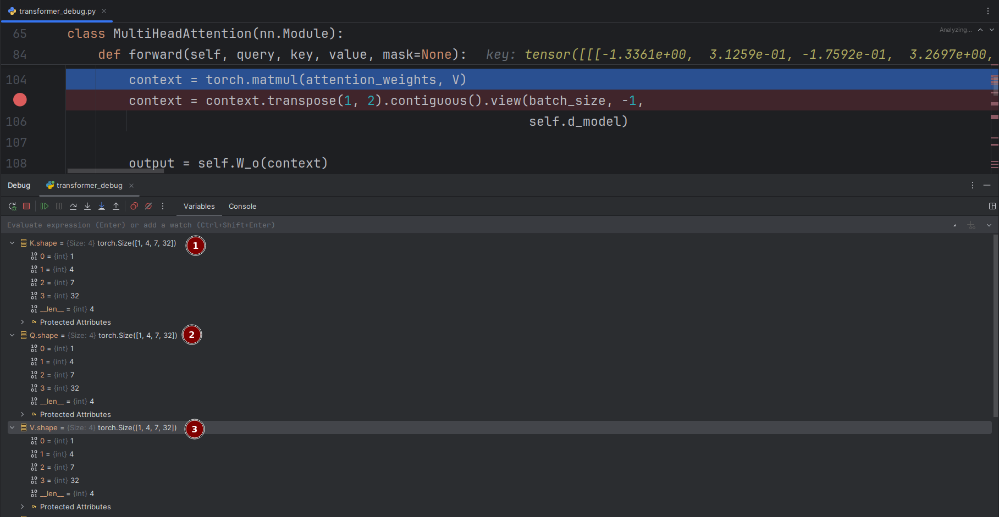 transformer_debug.py
65 class MultiHeadAttention(nn.Module):
Analyzing...
84 def forward(self, query, key, value, mask=None): key: tensor([[[-1.3361e+00, 3.1259e-01, -1.7592e-01, 3.2697e+00,
104 context = torch.matmul(attention_weights, V)
context = context.transpose(1, 2).contiguous().view(batch_size, -1,
106 self.d_model)
107
108 output = self.W_o(context)
Debug transformer_debug
Variables Console
Evaluate expression (Enter) or add a watch (Ctrl+Shift+Enter)
K.shape = {Size: 4} torch.Size([1, 4, 7, 32]) 1
0 = {int} 1
1 = {int} 4
2 = {int} 7
3 = {int} 32
__len__ = {int} 4
Protected Attributes
Q.shape = {Size: 4} torch.Size([1, 4, 7, 32]) 2
0 = {int} 1
1 = {int} 4
2 = {int} 7
3 = {int} 32
__len__ = {int} 4
Protected Attributes
V.shape = {Size: 4} torch.Size([1, 4, 7, 32]) 3
0 = {int} 1
1 = {int} 4
2 = {int} 7
3 = {int} 32
__len__ = {int} 4
Protected Attributes